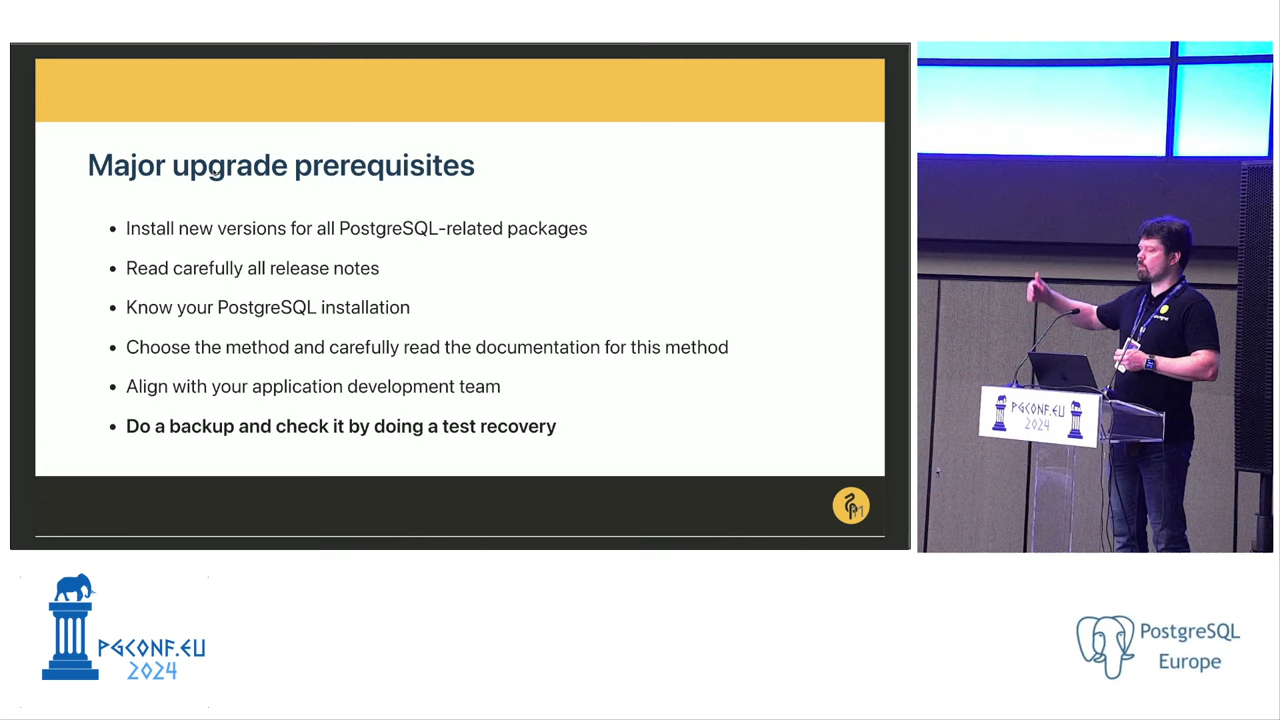 Major upgrade prerequisites
• Install new versions for all PostgreSQL-related packages
• Read carefully all release notes
• Know your PostgreSQL installation
• Choose the method and carefully read the documentation for this method
• Align with your application development team
• Do a backup and check it by doing a test recovery
PGCONF.EU
2024
PGCONF.EU
2024
PostgreSQL
Europe